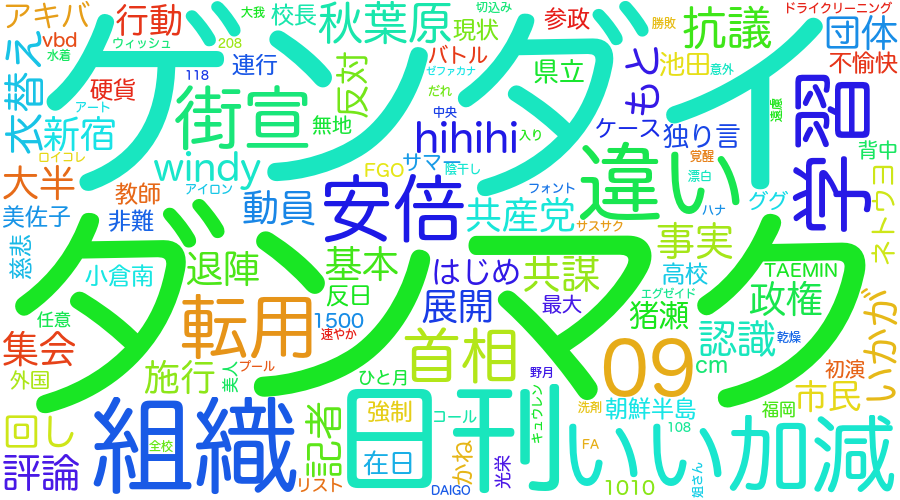 ゲンダイ
ダンマク
日刊
組織
学習
違い
加減
いい
安倍
転用
09
街宣
首相
秋葉原
抗議
団体
アキバ
行動
校長
大我
切込み
現状
参政
勝敗
ドライクリーニング
不愉快
vbd
ウィッシュ
208
水着
118
連行
バトル
ゼファカナ
県立
池田
意外
もと
遠慮
衣替え
硬貨
アート
新宿
ロイコレ
無地
反対
だれ
中央
hihihi
入り
ケース
独り言
背中
覚醒
windy
サマー
FGO
陰干し
漂白
大半
教師
アイロン
フォント
ググ
ネトウヨ
美佐子
非難
動員
共産党
サスサク
ハナ
事実
慈悲
小倉南
退陣
基本
はじめ
共謀
高校
TAEMIN
エグゼイド
反日
展開
最大
猪瀬
政権
任意
1500
速やか
認識
乾燥
いかが
集会
外国
施行
美人
プール
ひと月
野月
cm
初演
市民
回し
全校
記者
強制
コール
キュウレン
洗剤
朝鮮半島
福岡
評論
リスト
在日
DAIGO
かね
光栄
FA
1010
108
姐さん